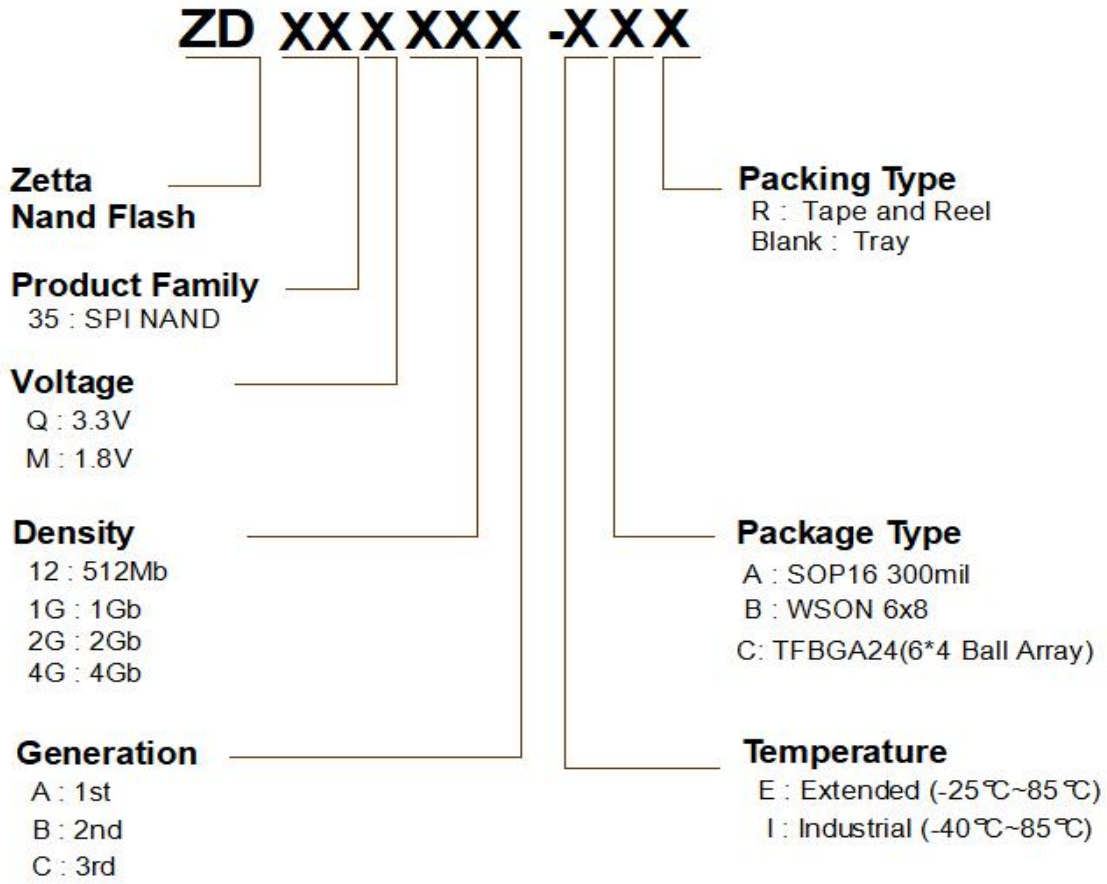 ZD XXXXXX -XXX
Zetta
Nand Flash
Product Family
35 : SPI NAND
Voltage
Q : 3.3V
M : 1.8V
Density
12 : 512Mb
1G : 1Gb
2G : 2Gb
4G : 4Gb
Generation
A : 1st
B : 2nd
C : 3rd
Packing Type
R : Tape and Reel
Blank : Tray
Package Type
A : SOP16 300mil
B : WSON 6x8
C: TFBGA24(6*4 Ball Array)
Temperature
E : Extended (-25℃~85℃)
I : Industrial (-40℃~85℃)